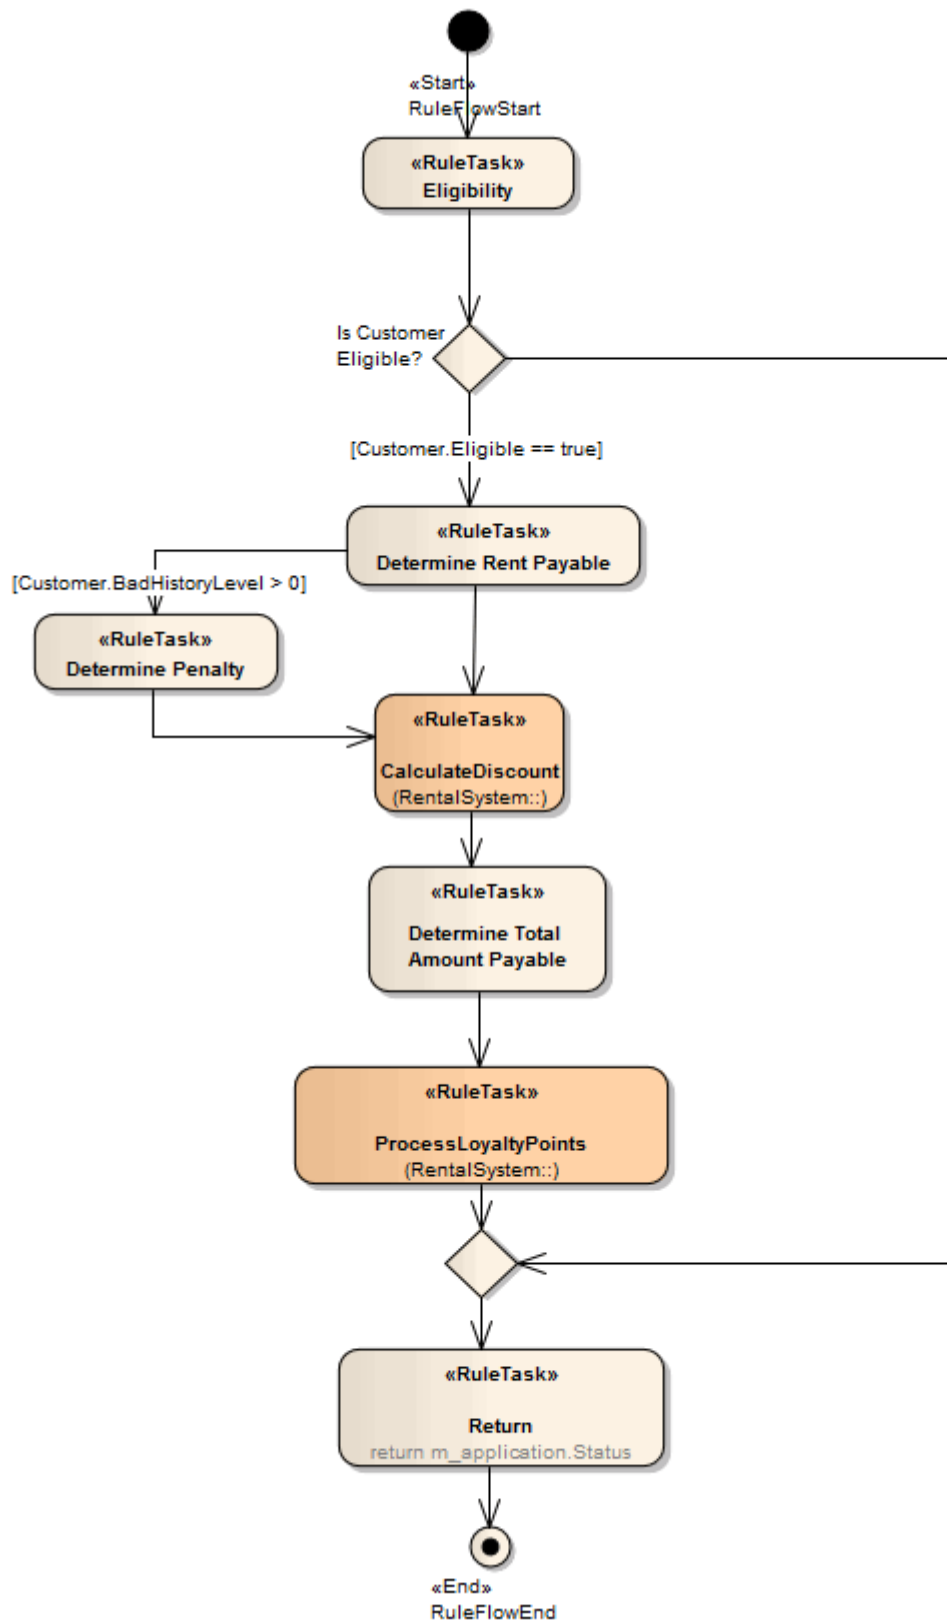 «Start»
RuleFlowStart
«RuleTask»
Eligibility
Is Customer
Eligible?
[Customer.Eligible == true]
«RuleTask»
Determine Rent Payable
[Customer.BadHistoryLevel > 0]
«RuleTask»
Determine Penalty
«RuleTask»
CalculateDiscount
(RentalSystem::)
«RuleTask»
Determine Total
Amount Payable
«RuleTask»
ProcessLoyaltyPoints
(RentalSystem::)
«RuleTask»
Return
return m_application.Status
«End»
RuleFlowEnd